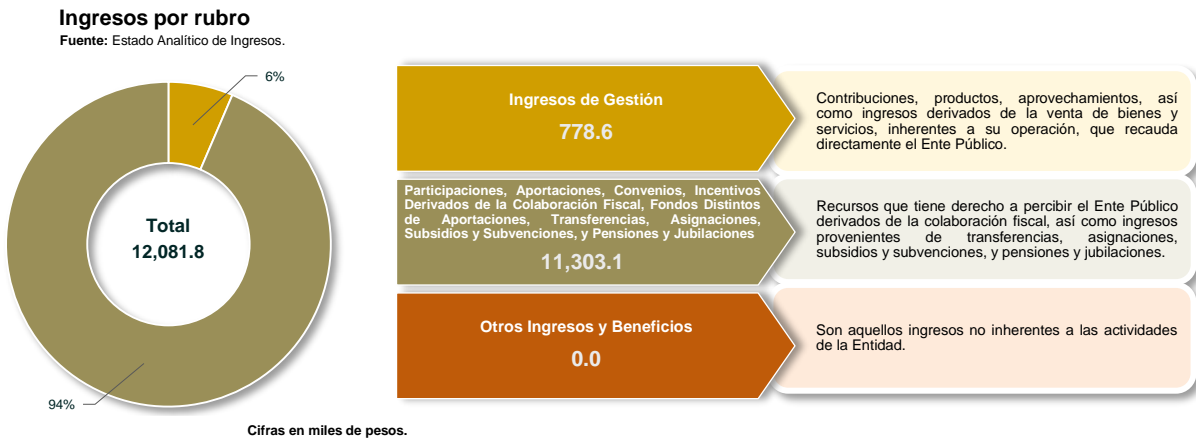 Ingresos por rubro
Fuente: Estado Analítico de Ingresos.
6%
94%
Total
12,081.8
Ingresos de Gestión
778.6
Contribuciones, productos, aprovechamientos, así
como ingresos derivados de la venta de bienes y
servicios, inherentes a su operación, que recauda
directamente el Ente Público.
Participaciones, Aportaciones, Convenios, Incentivos
Derivados de la Colaboración Fiscal, Fondos Distintos
de Aportaciones, Transferencias, Asignaciones,
Subsidios y Subvenciones, y Pensiones y Jubilaciones
11,303.1
Recursos que tiene derecho a percibir el Ente Público
derivados de la colaboración fiscal, así como ingresos
provenientes de transferencias, asignaciones,
subsidios y subvenciones, y pensiones y jubilaciones.
Otros Ingresos y Beneficios
0.0
Son aquellos ingresos no inherentes a las actividades
de la Entidad.
Cifras en miles de pesos.